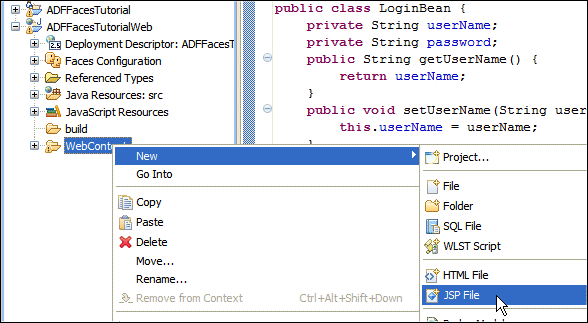 ADFFacesTutorial
ADFFacesTutorialWeb
Deployment Descriptor: ADFFacesT
Faces Configuration
Referenced Types
Java Resources: src
JavaScript Resources
build
WebConte
public class LoginBean {
private String userName;
private String password;
public String getUserName() {
return userName;
}
public void setUserName(String user
this.userName = userName;
}
New
Go Into
Copy
Paste
Delete
Move...
Rename...
Remove from Context Ctrl+Alt+Shift+Down
Project...
File
Folder
SQL File
WLST Script
HTML File
JSP File